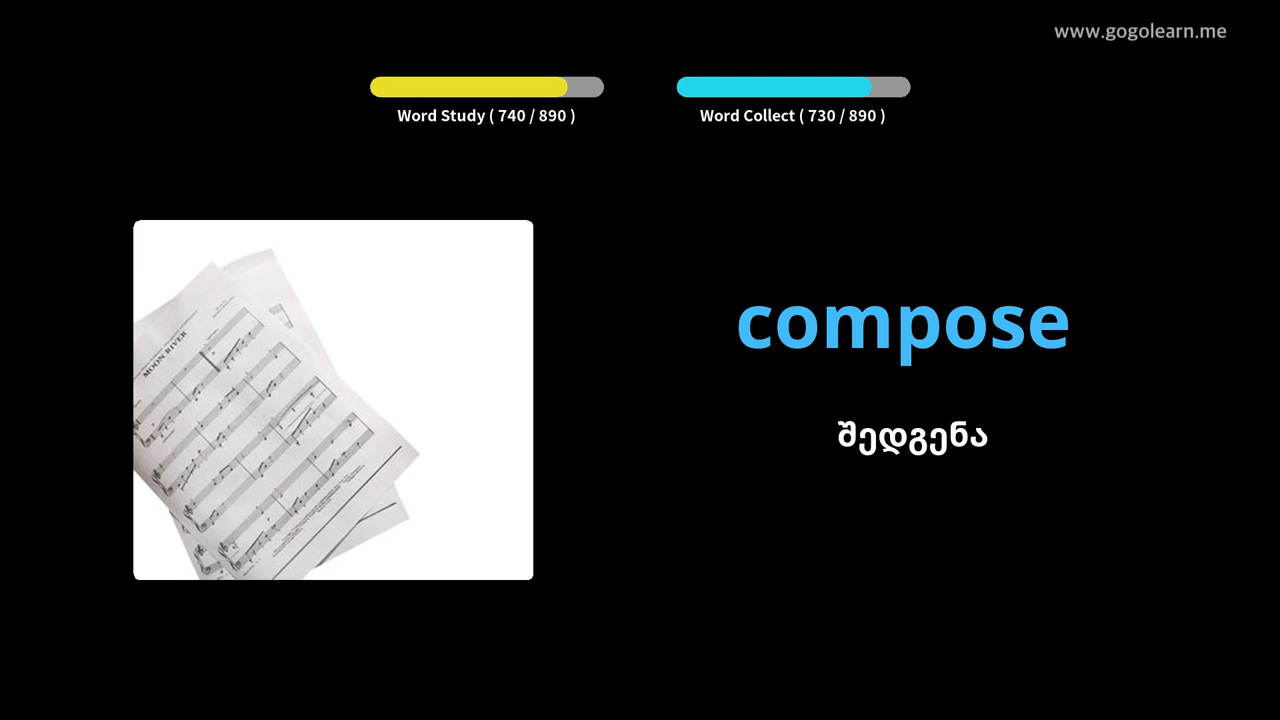 www.gogolearn.me
Word Study ( 740 / 890 )
Word Collect ( 730 / 890 )
MOON RIVER
compose
შედგენა